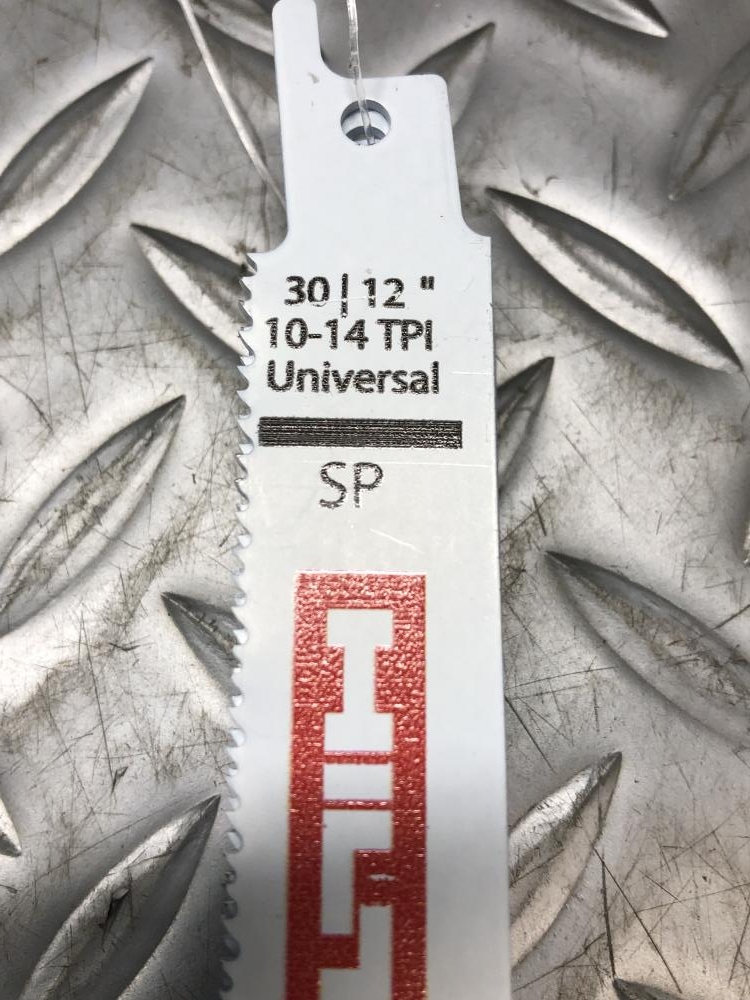 30 | 12 "
10-14 TPI
Universal
SP